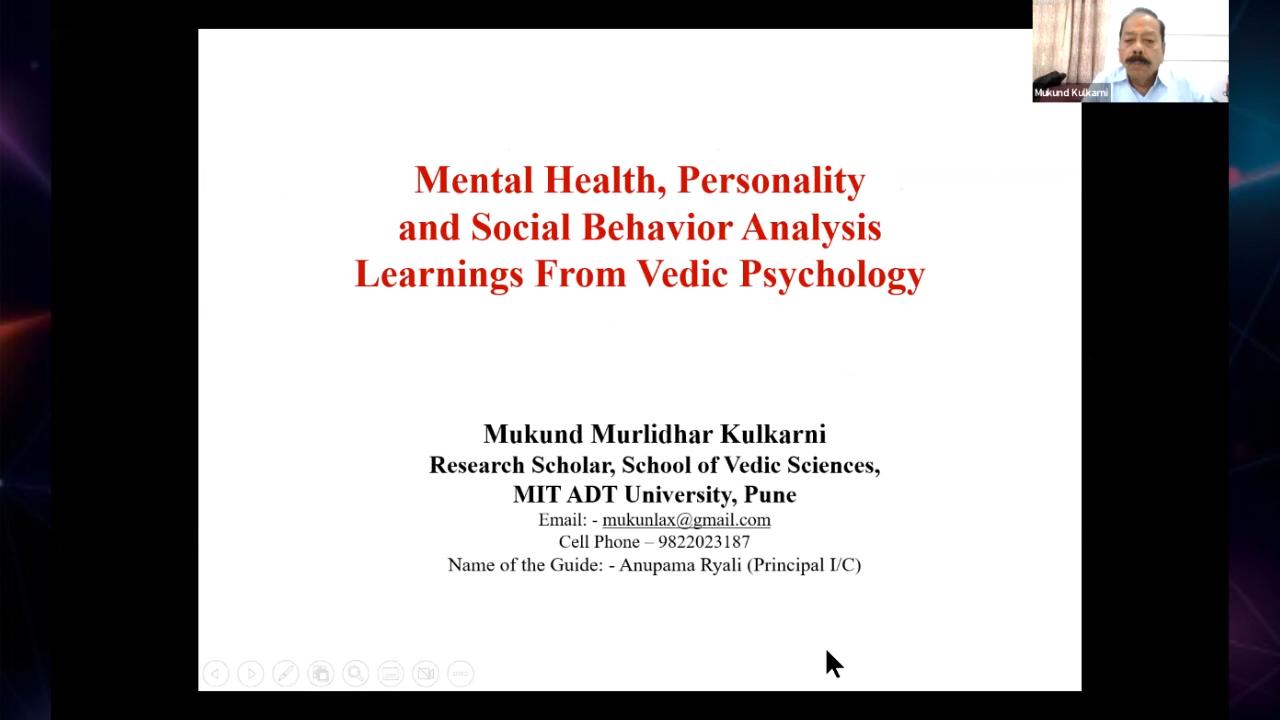 Mukund Kulkarni
Mental Health, Personality
and Social Behavior Analysis
Learnings From Vedic Psychology
Mukund Murlidhar Kulkarni
Research Scholar, School of Vedic Sciences,
MIT ADT University, Pune
Email: - mukunlax@gmail.com
Cell Phone – 9822023187
Name of the Guide: - Anupama Ryali (Principal I/C)